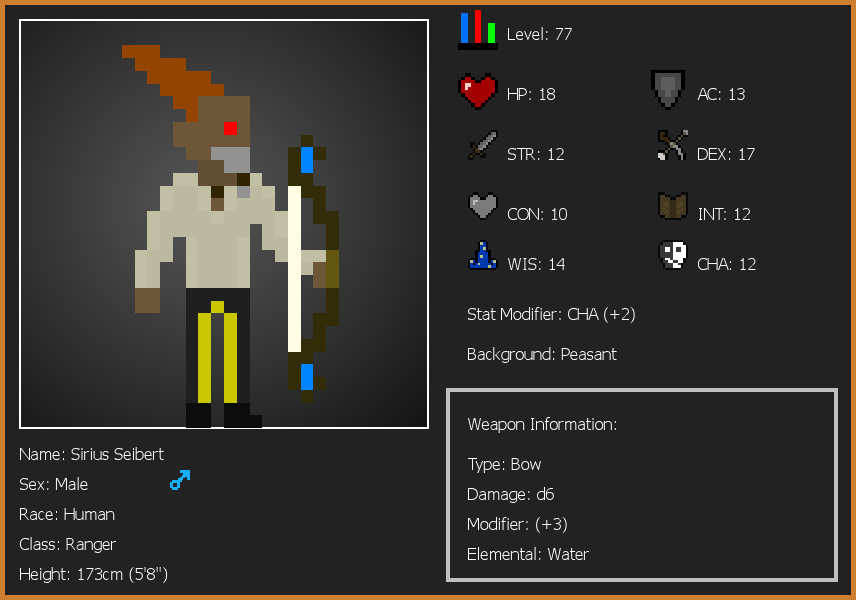 Level: 77
HP: 18
AC: 13
STR: 12
DEX: 17
CON: 10
INT: 12
WIS: 14
CHA: 12
Stat Modifier: CHA (+2)
Background: Peasant
Weapon Information:
Type: Bow
Damage: d6
Modifier: (+3)
Elemental: Water
Name: Sirius Seibert
Sex: Male
Race: Human
Class: Ranger
Height: 173cm (5'8")